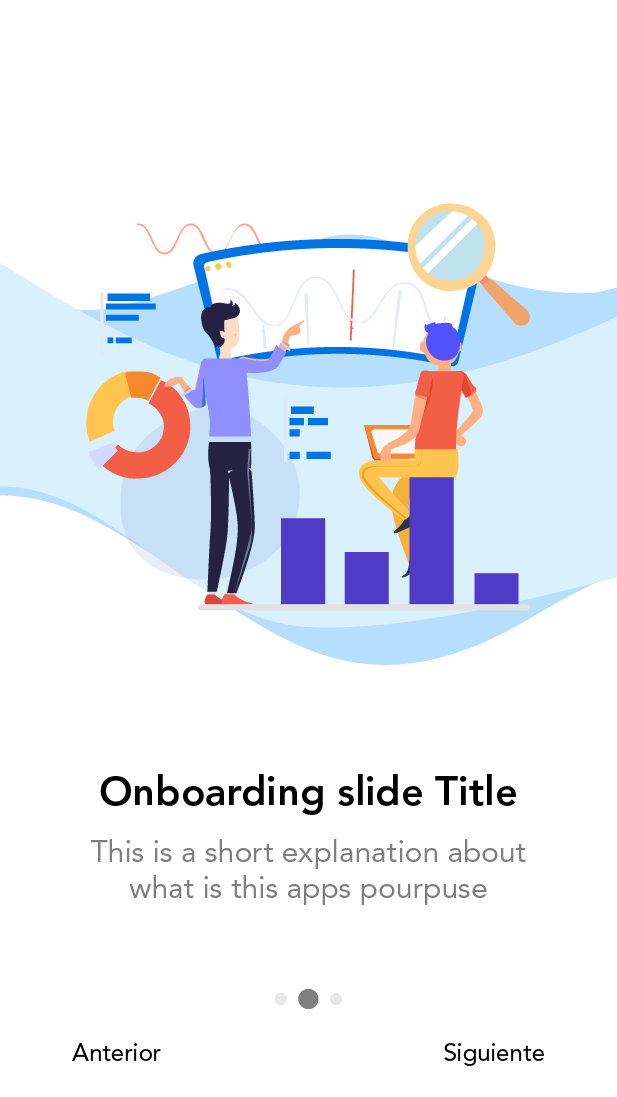 Onboarding slide Title
This is a short explanation about
what is this apps pourpuse
Anterior
Siguiente